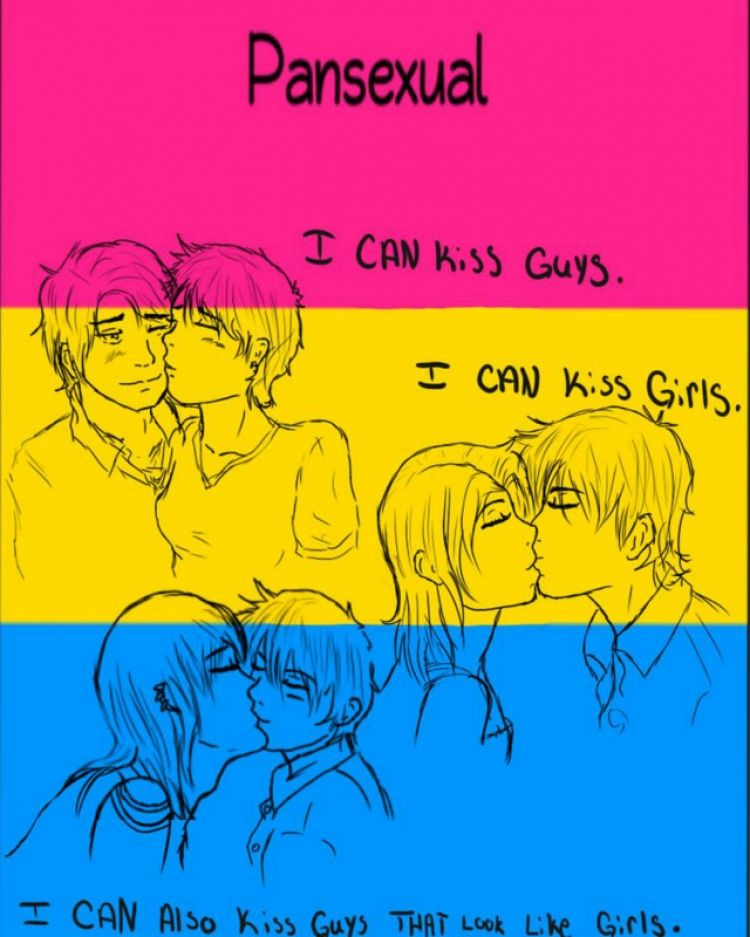 Pansexual
I CAN Kiss Guys.
I CAN Kiss Girls.
I CAN Also Kiss Guys THAT Look Like Girls.